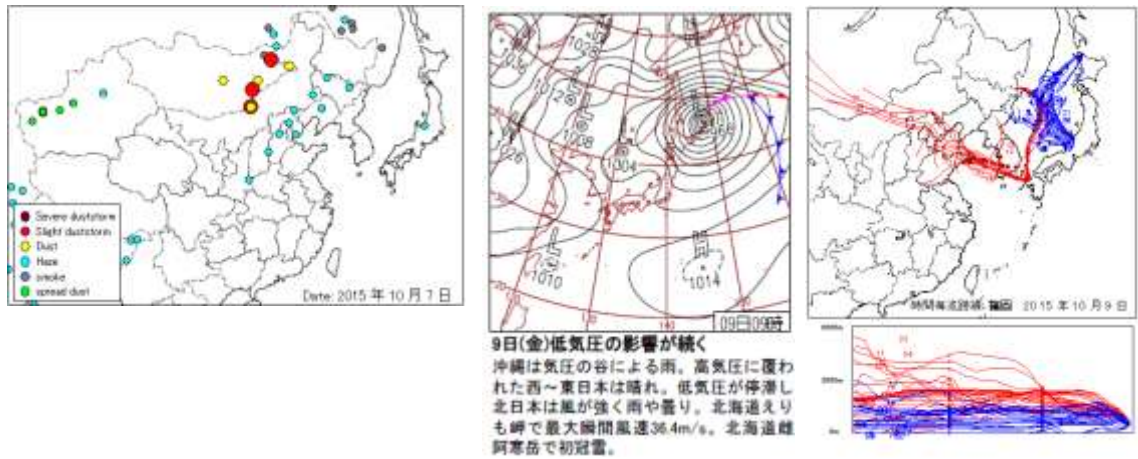 Severe duststorm
Slight duststorm
Dust
Haze
smoke
spread dust
Date: 2015 年 10 月 7 日
1028
1008
1004
1010
1014
140
09日09時
9日(金)低気圧の影響が続く
沖縄は気圧の谷による雨。高気圧に覆わ
れた西～東日本は晴れ。低気圧が停滞し
北日本は風が強く雨や曇り。北海道えり
も岬で最大瞬間風速36.4m/s。北海道雌
阿寒岳で初冠雪。
2015 年 10 月 9 日